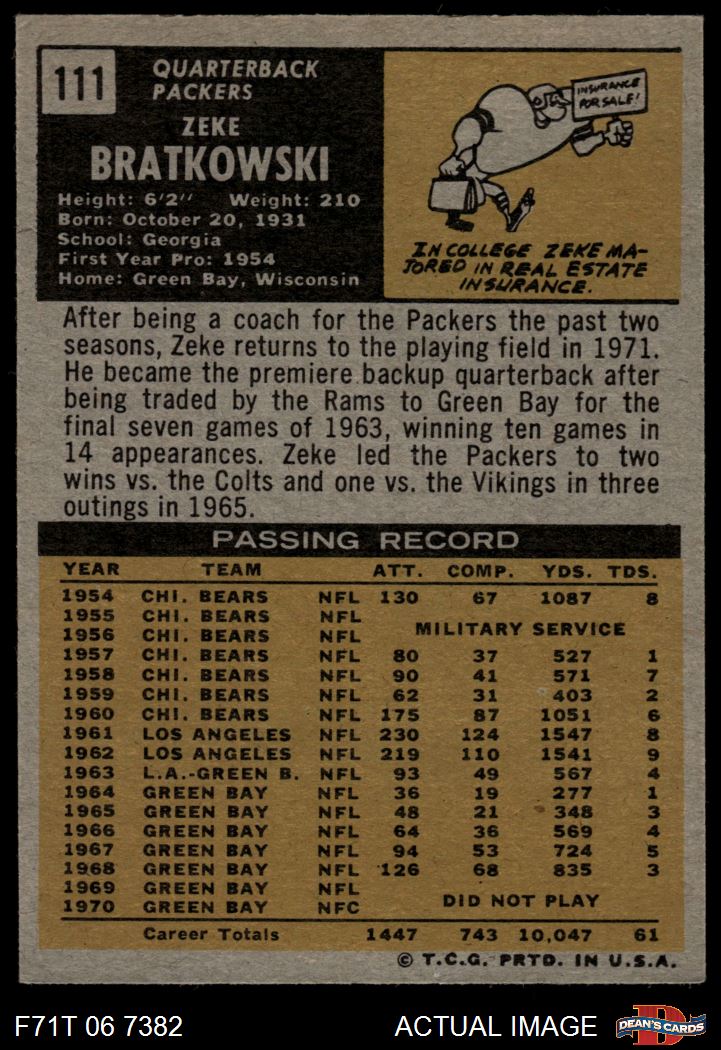 111
QUARTERBACK
PACKERS
ZEKE
BRATKOWSKI
Height: 6'2" Weight: 210
Born: October 20, 1931
School: Georgia
First Year Pro: 1954
Home: Green Bay, Wisconsin
INSURANCE
FOR SALE!
IN COLLEGE ZEKE MA-
JORED IN REAL ESTATE
INSURANCE.
After being a coach for the Packers the past two
seasons, Zeke returns to the playing field in 1971.
He became the premiere backup quarterback after
being traded by the Rams to Green Bay for the
final seven games of 1963, winning ten games in
14 appearances. Zeke led the Packers to two
wins vs. the Colts and one vs. the Vikings in three
outings in 1965.
PASSING RECORD
YEAR TEAM ATT. COMP. YDS. TDS.
1954 CHI. BEARS NFL 130 67 1087 8
1955 CHI. BEARS NFL
MILITARY SERVICE
1956 CHI. BEARS NFL
1957 CHI. BEARS NFL 80 37 527 1
1958 CHI. BEARS NFL 90 41 571 7
1959 CHI. BEARS NFL 62 31 403 2
1960 CHI. BEARS NFL 175 87 1051 6
1961 LOS ANGELES NFL 230 124 1547 8
1962 LOS ANGELES NFL 219 110 1541 9
1963 L.A.-GREEN B. NFL 93 49 567 4
1964 GREEN BAY NFL 36 19 277 1
1965 GREEN BAY NFL 48 21 348 3
1966 GREEN BAY NFL 64 36 569 4
1967 GREEN BAY NFL 94 53 724 5
1968 GREEN BAY NFL 126 68 835 3
1969 GREEN BAY NFL
DID NOT PLAY
1970 GREEN BAY NFC
Career Totals 1447 743 10,047 61
© T.C.G. PRTD. IN U.S.A.
F71T 06 7382 ACTUAL IMAGE
D
DEAN'S CARDS